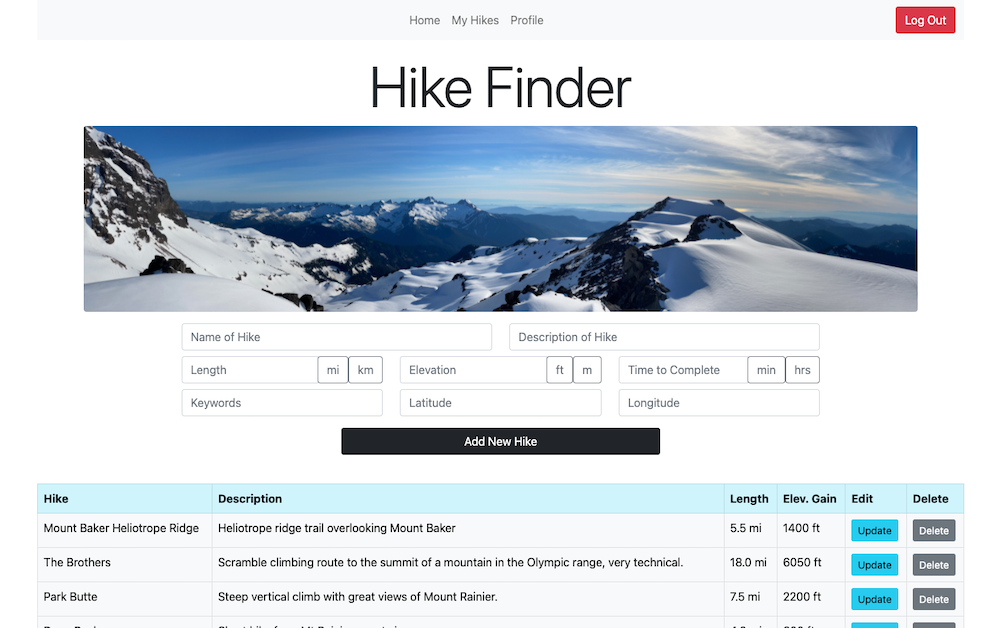 Home My Hikes Profile Log Out
Hike Finder
Name of Hike Description of Hike
Length mi km Elevation ft m Time to Complete min hrs
Keywords Latitude Longitude
Add New Hike
Hike Description Length Elev. Gain Edit Delete
Mount Baker Heliotrope Ridge Heliotrope ridge trail overlooking Mount Baker 5.5 mi 1400 ft Update Delete
The Brothers Scramble climbing route to the summit of a mountain in the Olympic range, very technical. 18.0 mi 6050 ft Update Delete
Park Butte Steep vertical climb with great views of Mount Rainier. 7.5 mi 2200 ft Update Delete